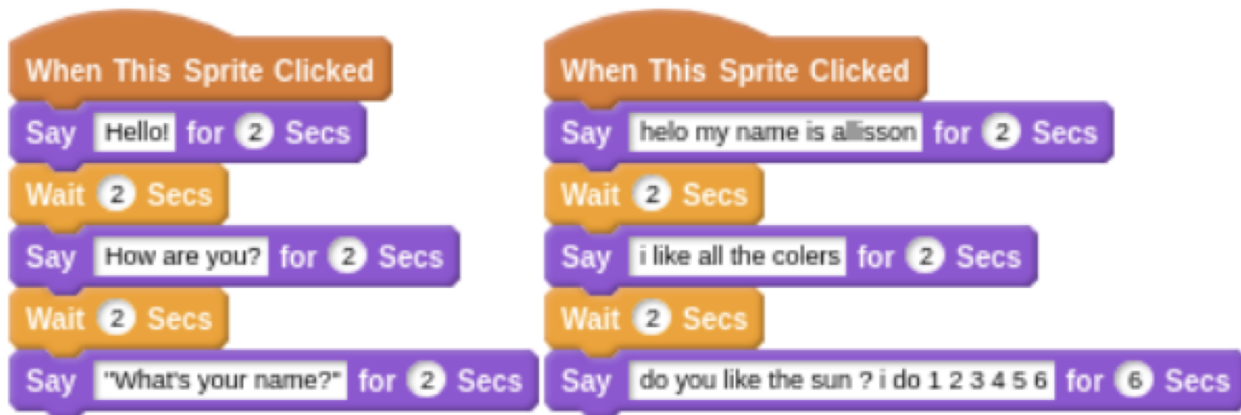 When This Sprite Clicked
Say Hello! for 2 Secs
Wait 2 Secs
Say How are you? for 2 Secs
Wait 2 Secs
Say "What's your name?" for 2 Secs
When This Sprite Clicked
Say helo my name is allisson for 2 Secs
Wait 2 Secs
Say i like all the colers for 2 Secs
Wait 2 Secs
Say do you like the sun ? i do 1 2 3 4 5 6 for 6 Secs